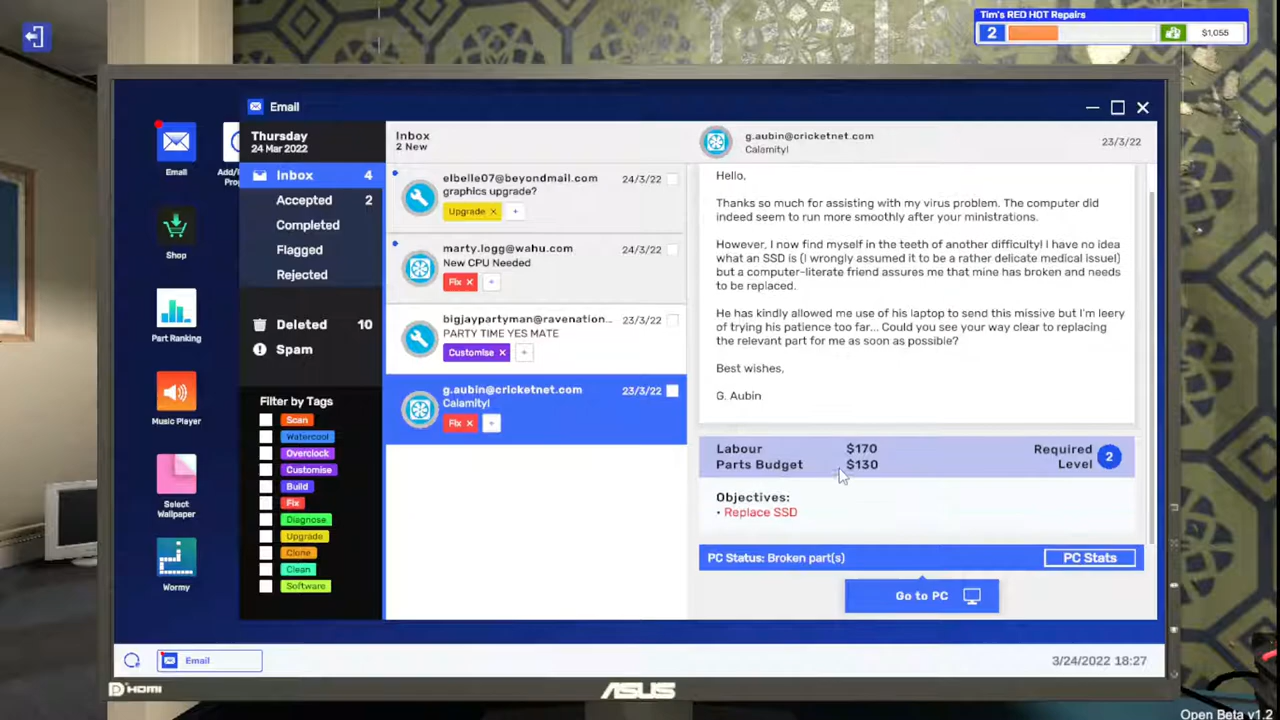 Tim's RED HOT Repairs
2
$1,055
Email
Thursday
24 Mar 2022
Inbox 4
Accepted 2
Completed
Flagged
Rejected
Deleted 10
Spam
Filter by Tags
Scan
Watercool
Overclock
Customise
Build
Fix
Diagnose
Upgrade
Clone
Clean
Software
Email
Add/
Pro
Shop
Part Ranking
Music Player
Select
Wallpaper
Wormy
Inbox
2 New
elbelle07@beyondmail.com 24/3/22
graphics upgrade?
Upgrade × +
marty.logg@wahu.com 24/3/22
New CPU Needed
Fix × +
bigjaypartyman@ravenation... 23/3/22
PARTY TIME YES MATE
Customise × +
g.aubin@cricketnet.com 23/3/22
Calamity!
Fix × +
g.aubin@cricketnet.com 23/3/22
Calamity!
Hello,
Thanks so much for assisting with my virus problem. The computer did
indeed seem to run more smoothly after your ministrations.
However, I now find myself in the teeth of another difficulty! I have no idea
what an SSD is (I wrongly assumed it to be a rather delicate medical issue!)
but a computer-literate friend assures me that mine has broken and needs
to be replaced.
He has kindly allowed me use of his laptop to send this missive but I'm leery
of trying his patience too far... Could you see your way clear to replacing
the relevant part for me as soon as possible?
Best wishes,
G. Aubin
Labour $170
Parts Budget $130
Required
Level 2
Objectives:
• Replace SSD
PC Status: Broken part(s)
PC Stats
Go to PC
Email
3/24/2022 18:27
HDMI
ASUS
Open Beta v1.2